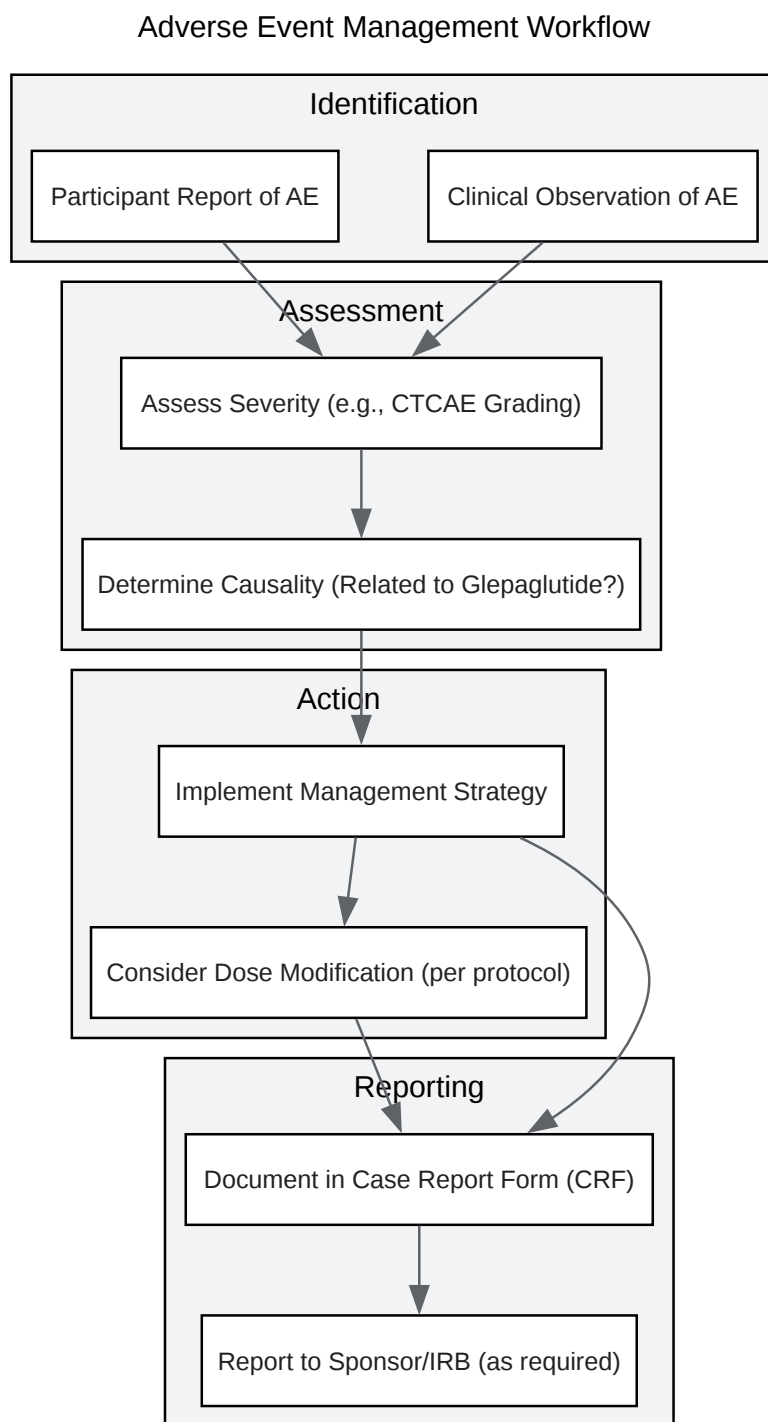 Adverse Event Management Workflow
Identification
Participant Report of AE
Clinical Observation of AE
Assessment
Assess Severity (e.g., CTCAE Grading)
Determine Causality (Related to Glepaglutide?)
Action
Implement Management Strategy
Consider Dose Modification (per protocol)
Reporting
Document in Case Report Form (CRF)
Report to Sponsor/IRB (as required)